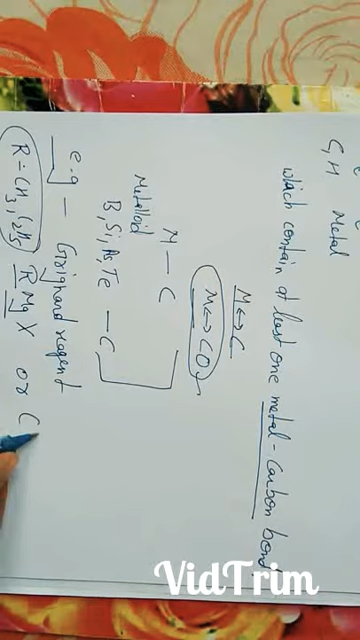 C, H Metal
which contain at least one metal - carbon bond
M ↔ C
M ↔ CO
M — C
Metalloid
B, Si, As, Te — C
e.g — Grignard reagent
R = CH3, C2H5 R Mg X or C
VidTrim